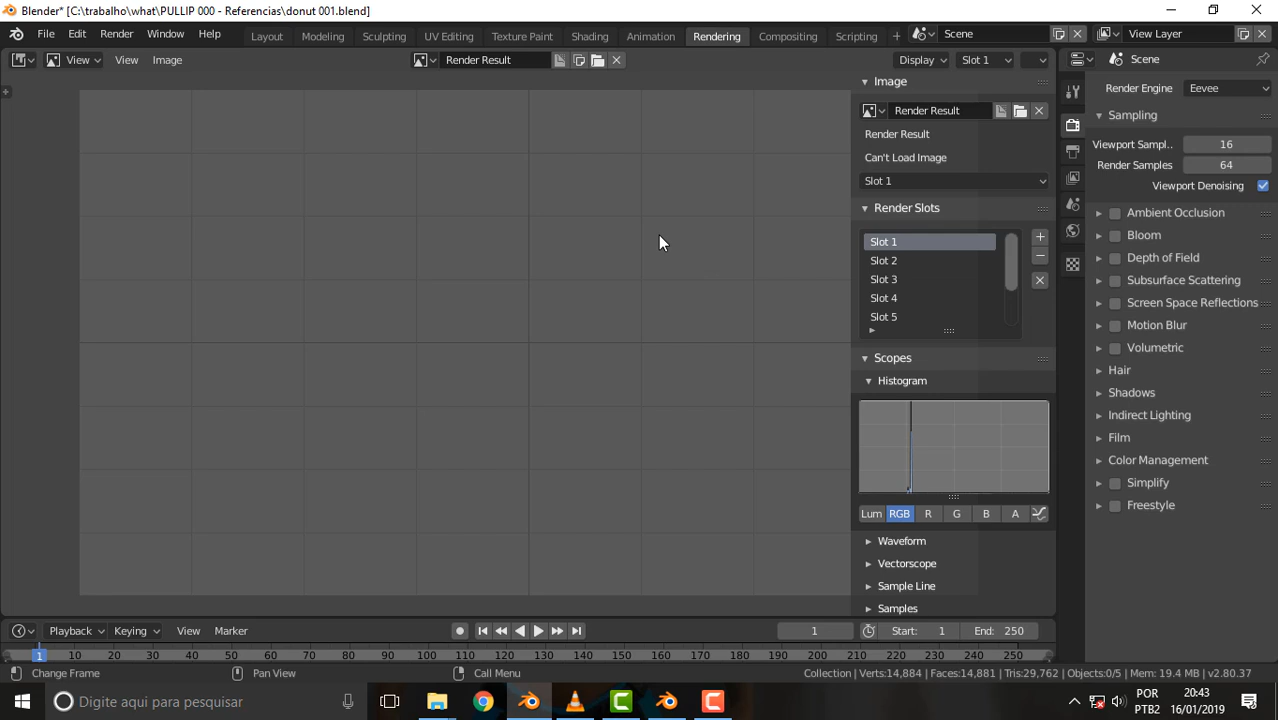 Blender* [C:\trabalho\what\PULLIP 000 - Referencias\donut 001.blend]
File Edit Render Window Help Layout Modeling Sculpting UV Editing Texture Paint Shading Animation Rendering Compositing Scripting + Scene View Layer
View View Image Render Result Display Slot 1 Scene
Image
Render Result
Render Result
Can't Load Image
Slot 1
Render Slots
Slot 1
Slot 2
Slot 3
Slot 4
Slot 5
Scopes
Histogram
Lum RGB R G B A
Waveform
Vectorscope
Sample Line
Samples
Render Engine Eevee
Sampling
Viewport Sampl.. 16
Render Samples 64
Viewport Denoising
Ambient Occlusion
Bloom
Depth of Field
Subsurface Scattering
Screen Space Reflections
Motion Blur
Volumetric
Hair
Shadows
Indirect Lighting
Film
Color Management
Simplify
Freestyle
Playback Keying View Marker 1 Start: 1 End: 250
1 10 20 30 40 50 60 70 80 90 100 110 120 130 140 150 160 170 180 190 200 210 220 230 240 250
Change Frame Pan View Call Menu Collection | Verts:14,884 | Faces:14,881 | Tris:29,762 | Objects:0/5 | Mem: 19.4 MB | v2.80.37
Digite aqui para pesquisar
POR
PTB2
20:43
16/01/2019